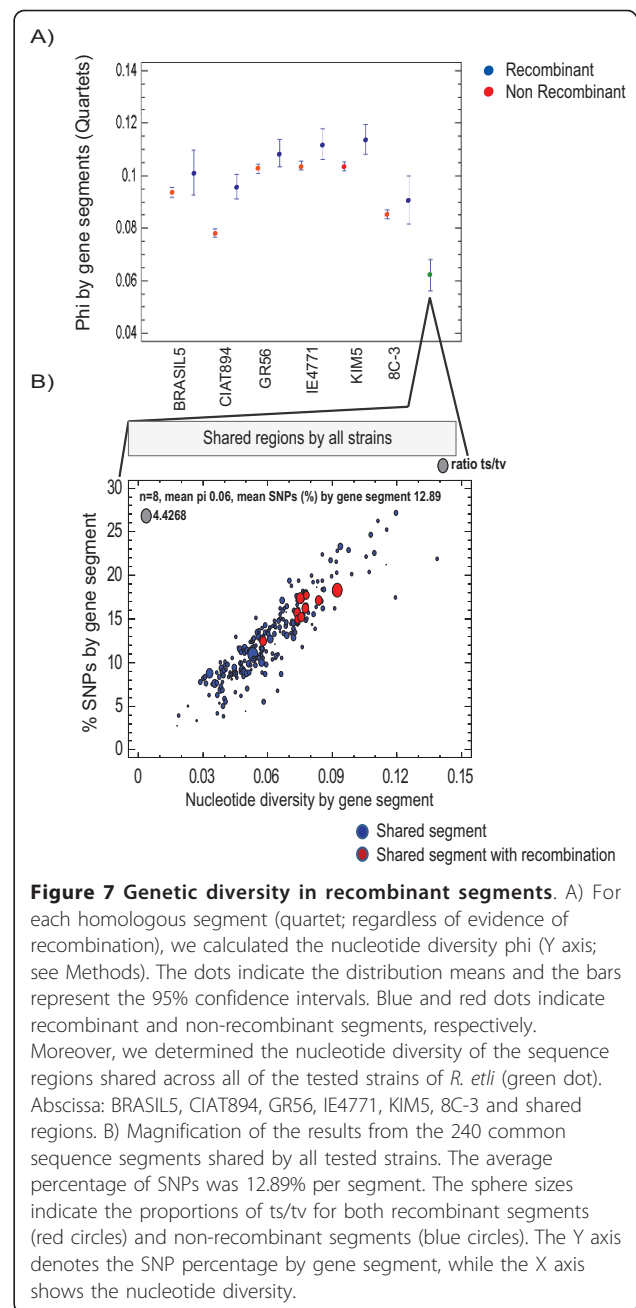 A)
Phi by gene segments (Quartets)
0.14
0.12
0.1
0.08
0.06
0.04
Recombinant
Non Recombinant
BRASIL5
CIAT894
GR56
IE4771
KIM5
8C-3
B)
Shared regions by all strains
ratio ts/tv
n=8, mean pi 0.06, mean SNPs (%) by gene segment 12.89
4.4268
% SNPs by gene segment
30
25
20
15
10
5
0
0 0.03 0.06 0.09 0.12 0.15
Nucleotide diversity by gene segment
Shared segment
Shared segment with recombination
Figure 7 Genetic diversity in recombinant segments. A) For
each homologous segment (quartet; regardless of evidence of
recombination), we calculated the nucleotide diversity phi (Y axis;
see Methods). The dots indicate the distribution means and the bars
represent the 95% confidence intervals. Blue and red dots indicate
recombinant and non-recombinant segments, respectively.
Moreover, we determined the nucleotide diversity of the sequence
regions shared across all of the tested strains of R. etli (green dot).
Abscissa: BRASIL5, CIAT894, GR56, IE4771, KIM5, 8C-3 and shared
regions. B) Magnification of the results from the 240 common
sequence segments shared by all tested strains. The average
percentage of SNPs was 12.89% per segment. The sphere sizes
indicate the proportions of ts/tv for both recombinant segments
(red circles) and non-recombinant segments (blue circles). The Y axis
denotes the SNP percentage by gene segment, while the X axis
shows the nucleotide diversity.